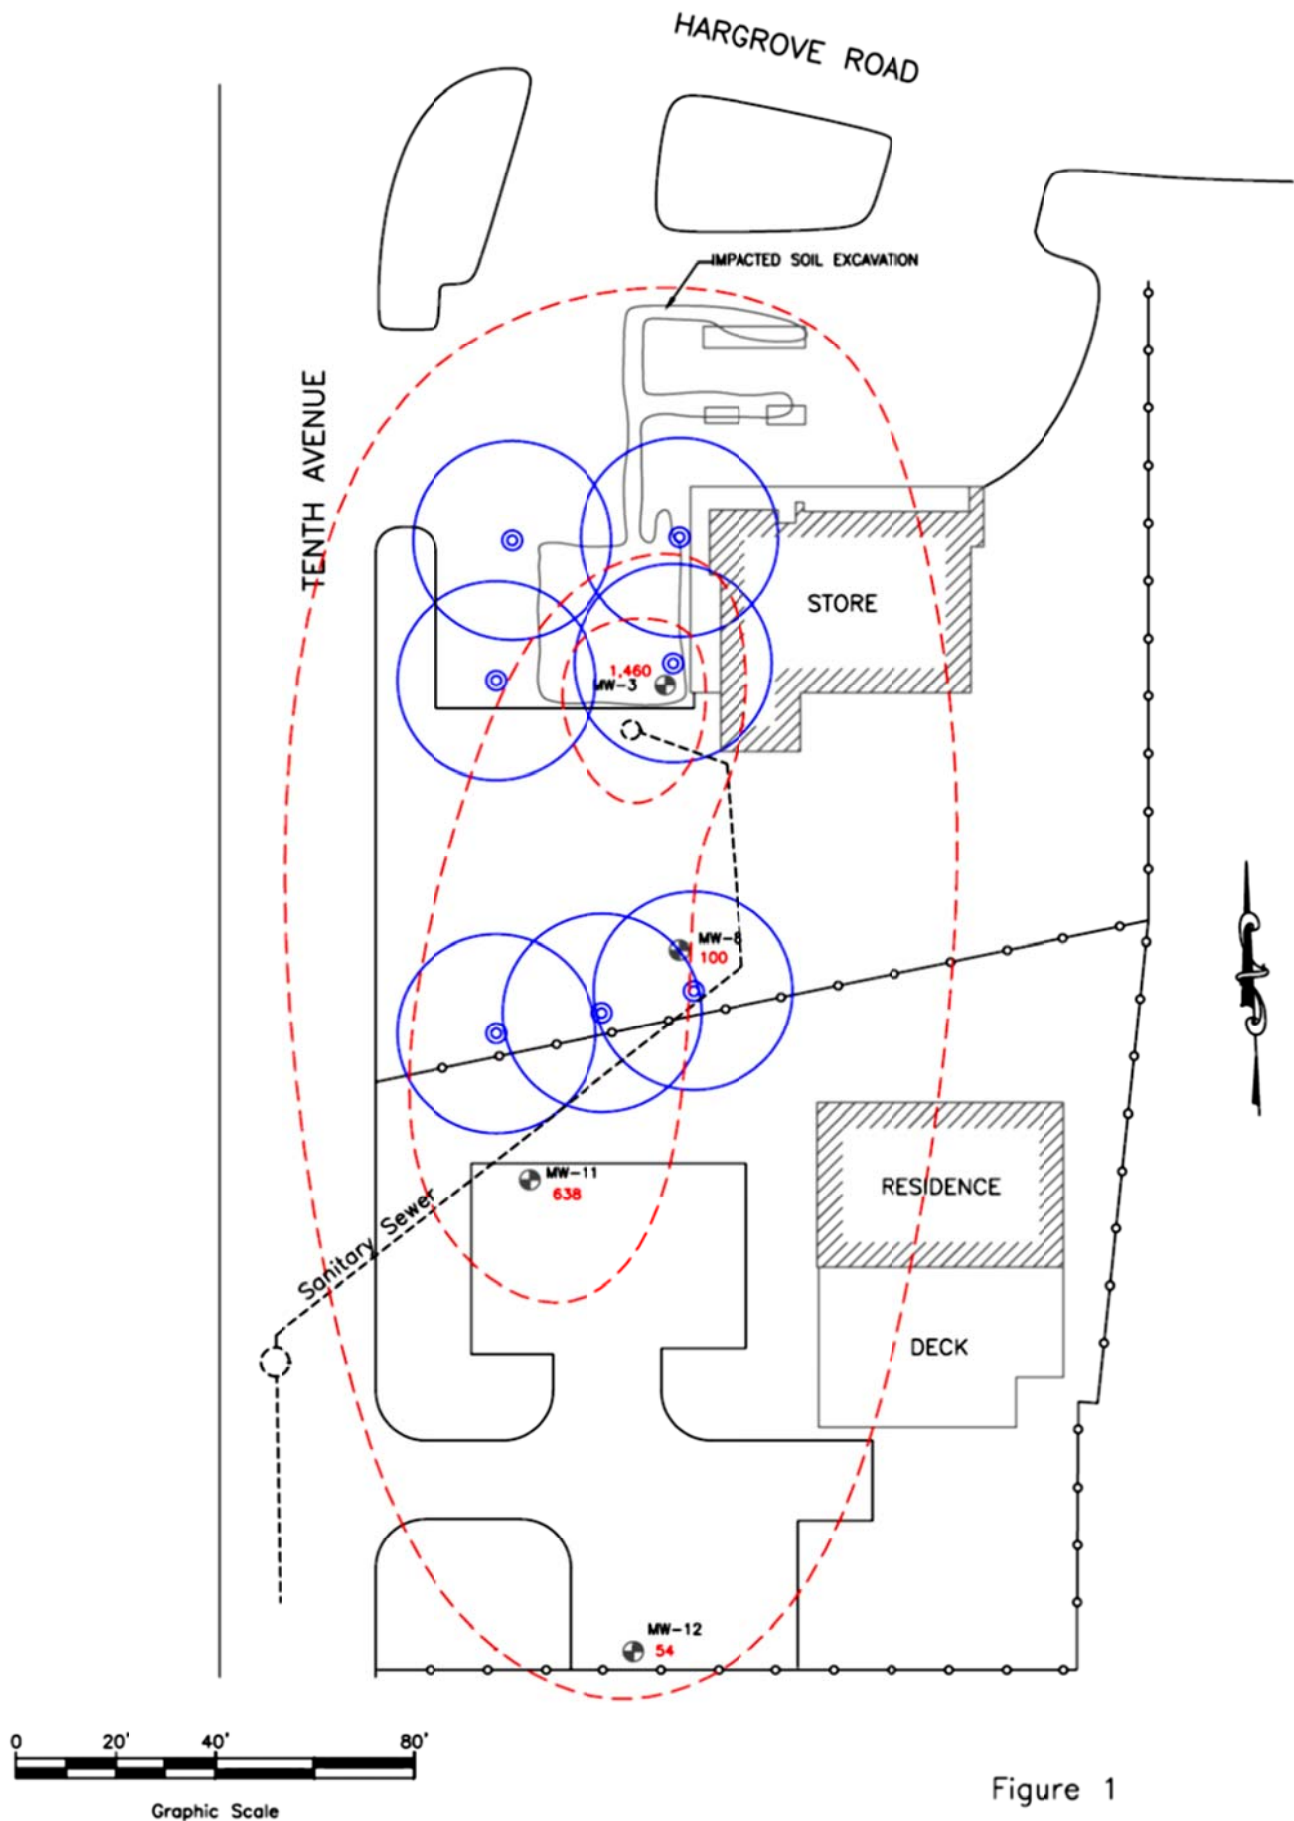 HARGROVE ROAD
IMPACTED SOIL EXCAVATION
TENTH AVENUE
STORE
1,460
MW-3
MW-8
100
MW-11
638
RESIDENCE
Sanitary Sewer
DECK
MW-12
54
0 20' 40' 80'
Graphic Scale
Figure 1